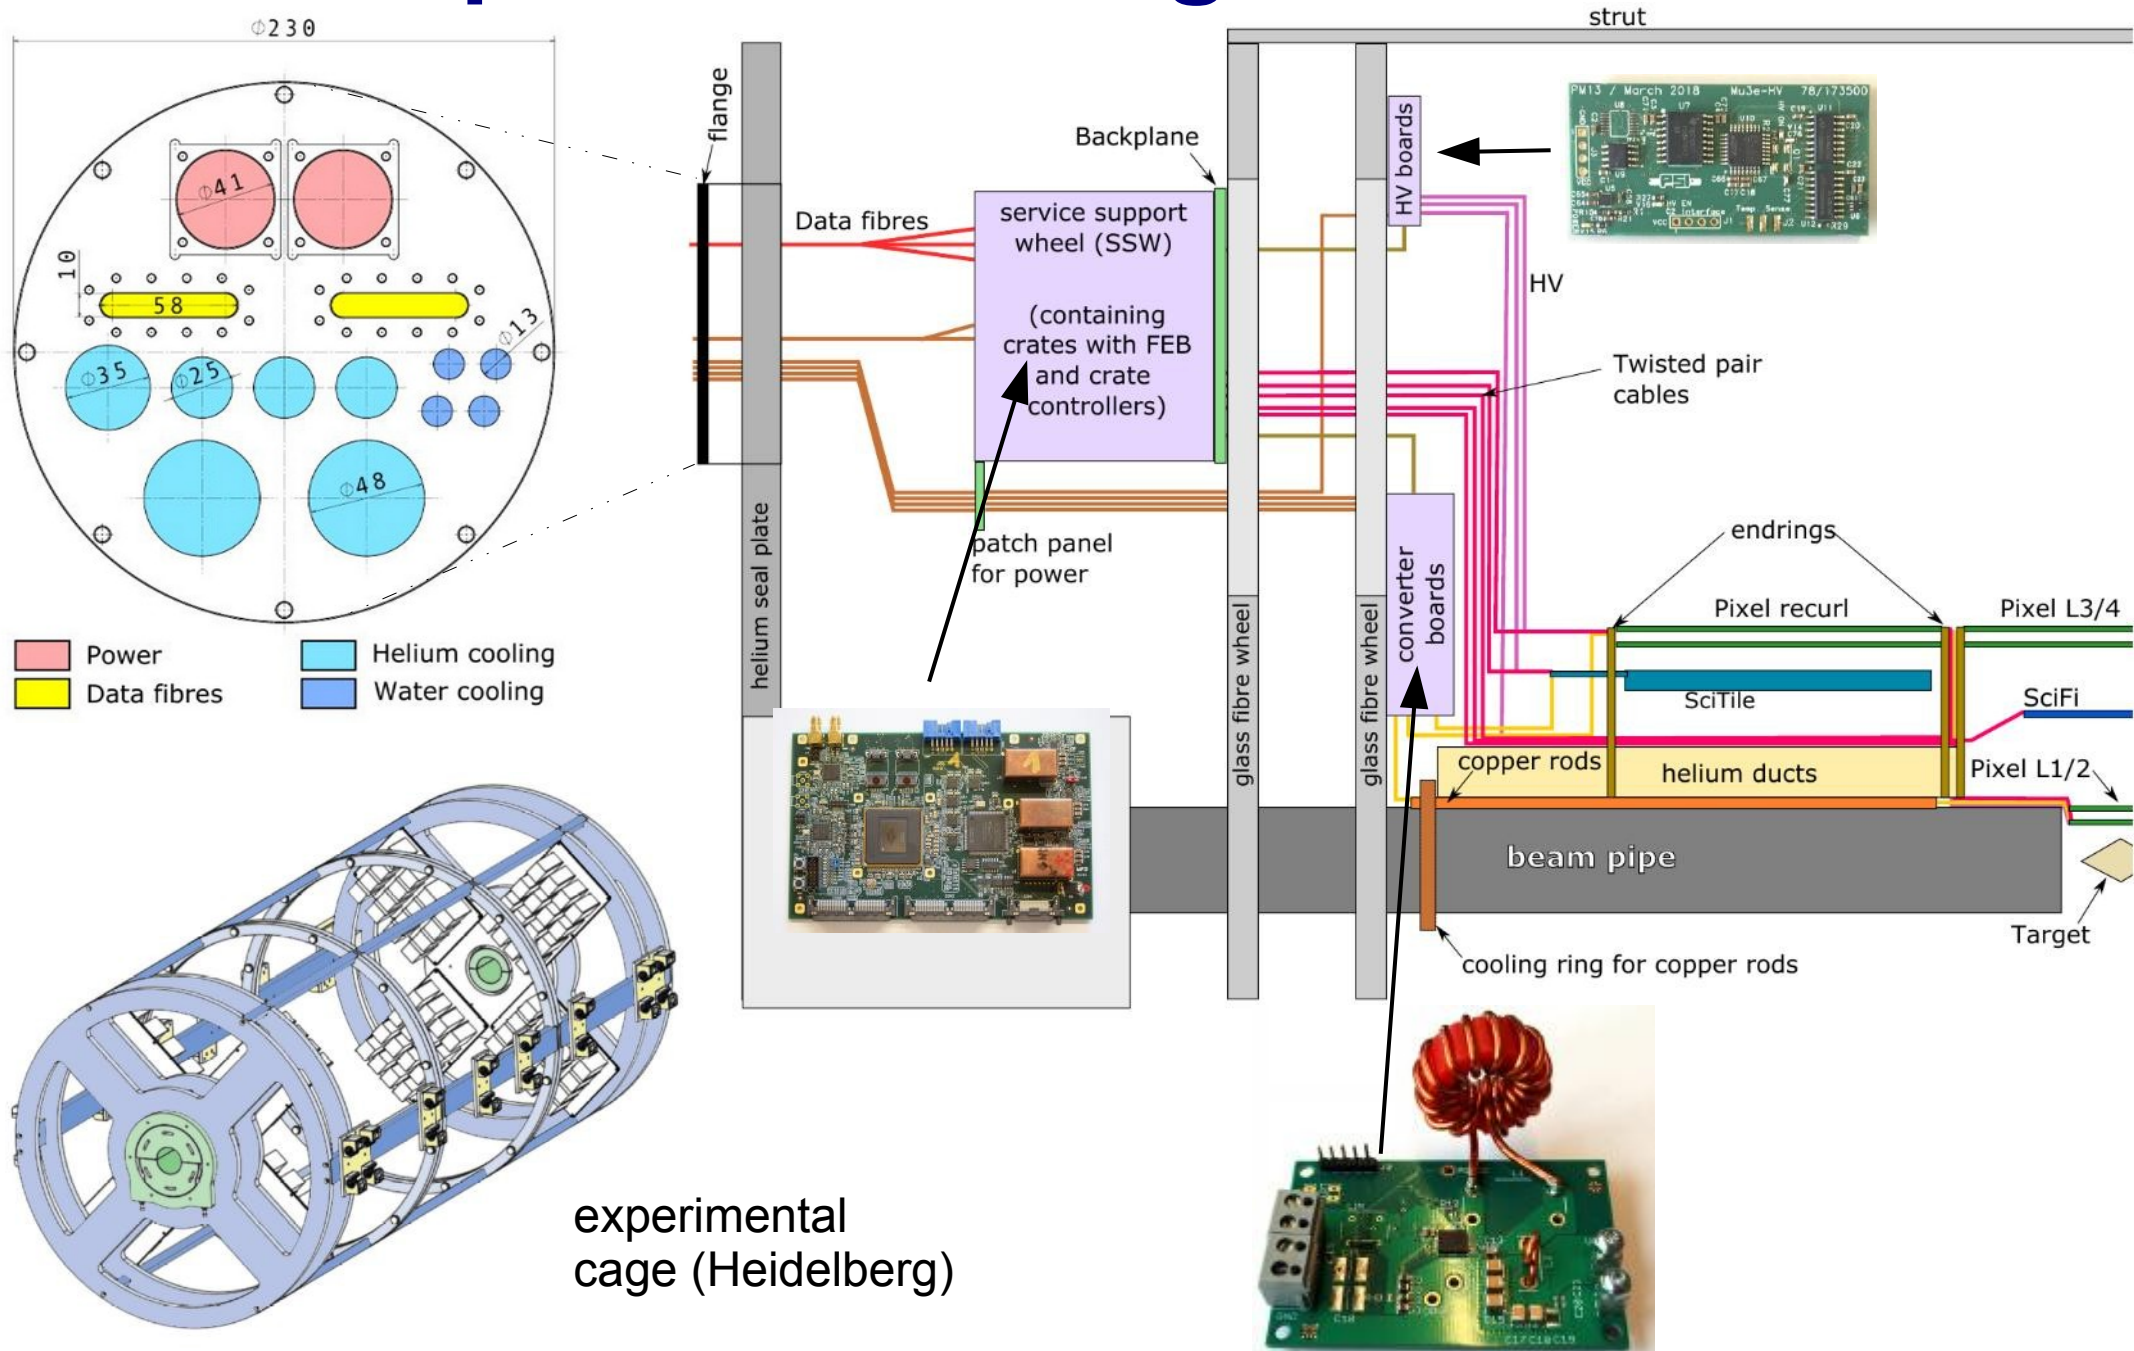 Φ230
Φ41
10
58
Φ13
Φ35
Φ25
Φ48
Power
Data fibres
Helium cooling
Water cooling
flange
helium seal plate
Data fibres
Backplane
service support
wheel (SSW)
(containing
crates with FEB
and crate
controllers)
patch panel
for power
glass fibre wheel
glass fibre wheel
strut
HV boards
PM13 / March 2018
Mu3e-HV
78/173500
HV
Twisted pair
cables
converter
boards
endrings
Pixel recurl
Pixel L3/4
SciTile
SciFi
copper rods
helium ducts
Pixel L1/2
beam pipe
Target
cooling ring for copper rods
experimental
cage (Heidelberg)